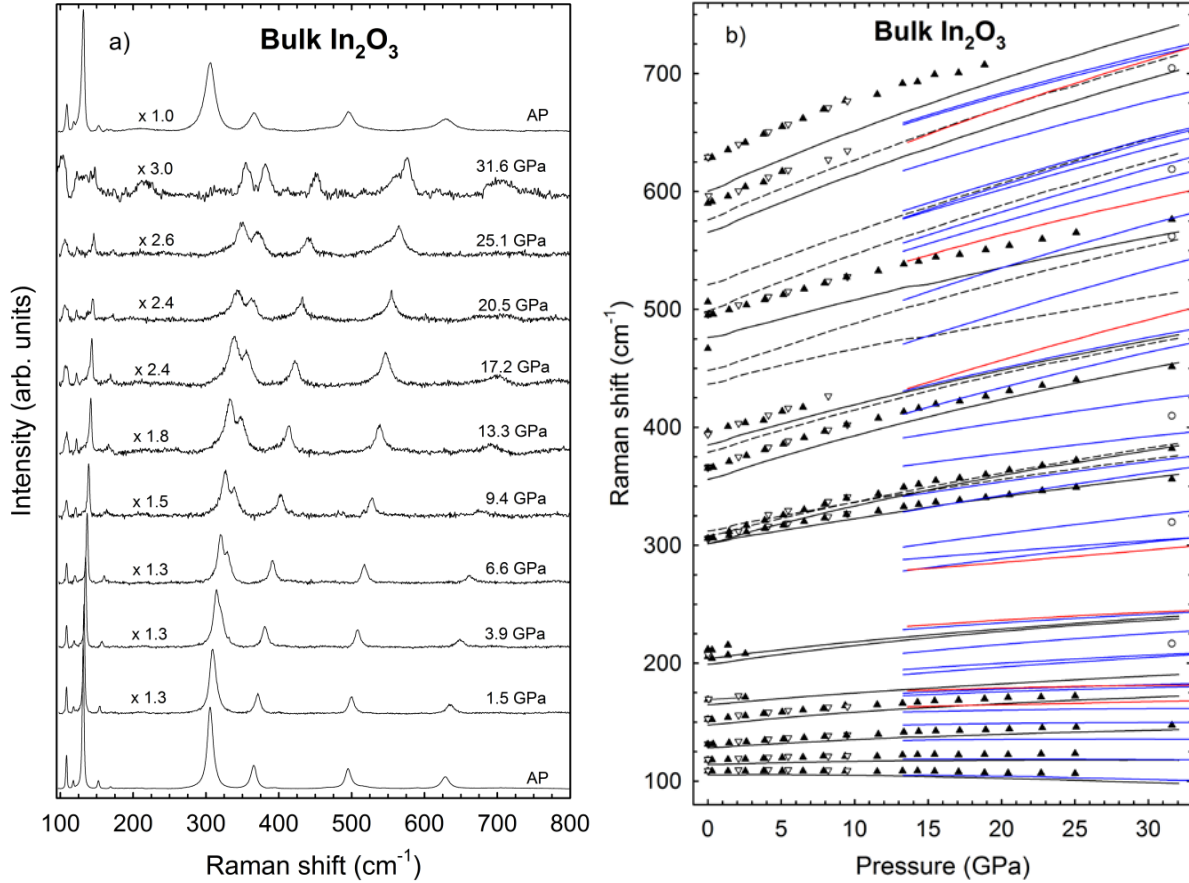 a)
Bulk In₂O₃
x 1.0
AP
x 3.0
31.6 GPa
x 2.6
25.1 GPa
x 2.4
20.5 GPa
x 2.4
17.2 GPa
x 1.8
13.3 GPa
x 1.5
9.4 GPa
x 1.3
6.6 GPa
x 1.3
3.9 GPa
x 1.3
1.5 GPa
AP
Intensity (arb. units)
100 200 300 400 500 600 700 800
Raman shift (cm⁻¹)
b)
Bulk In₂O₃
700
600
500
400
300
200
100
Raman shift (cm⁻¹)
0 5 10 15 20 25 30
Pressure (GPa)